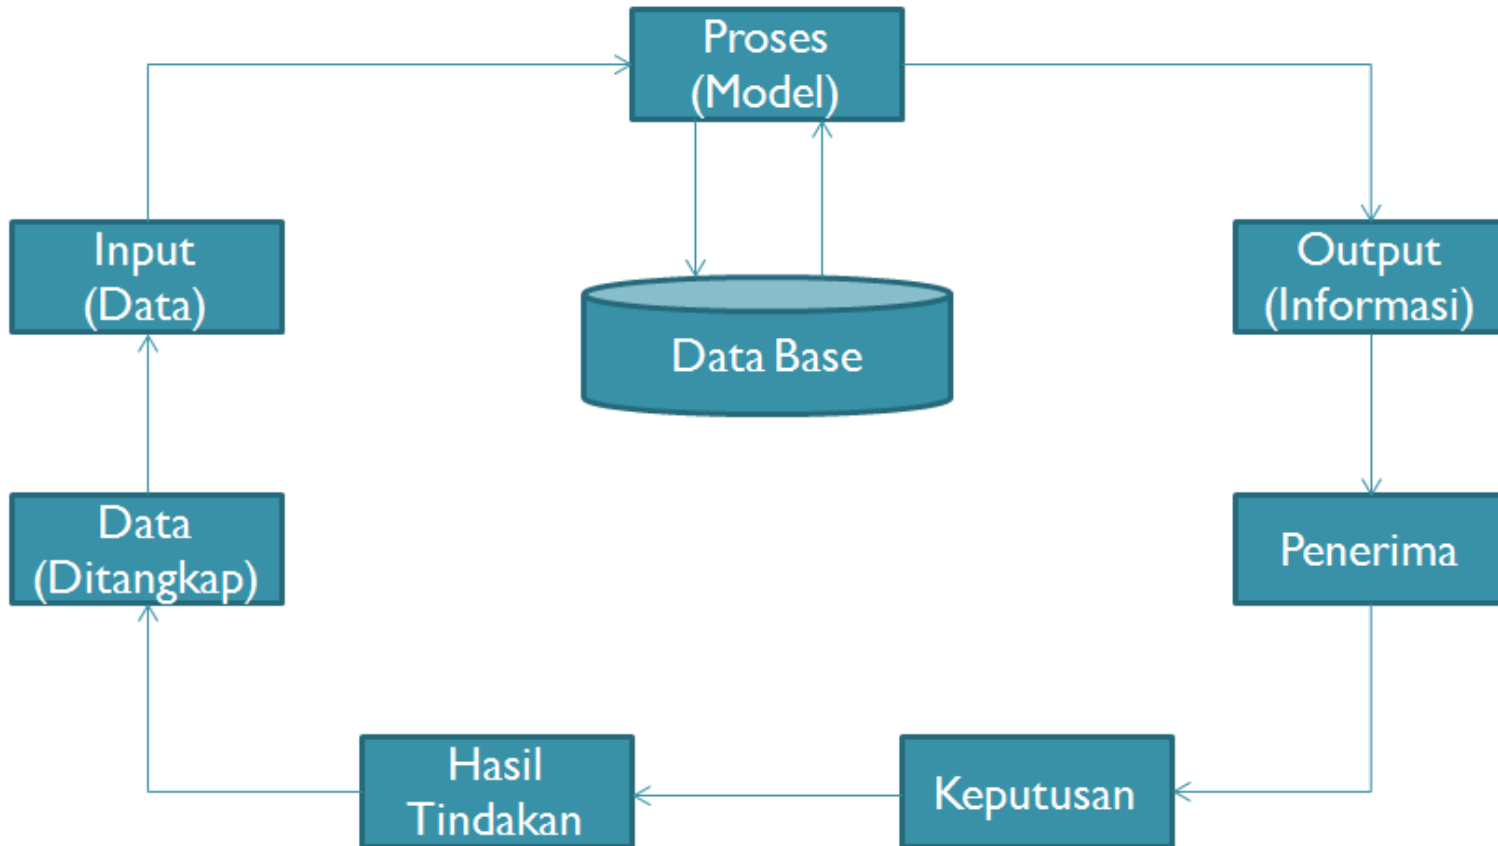 Proses
(Model)
Input
(Data)
Output
(Informasi)
Data Base
Data
(Ditangkap)
Penerima
Hasil
Tindakan
Keputusan